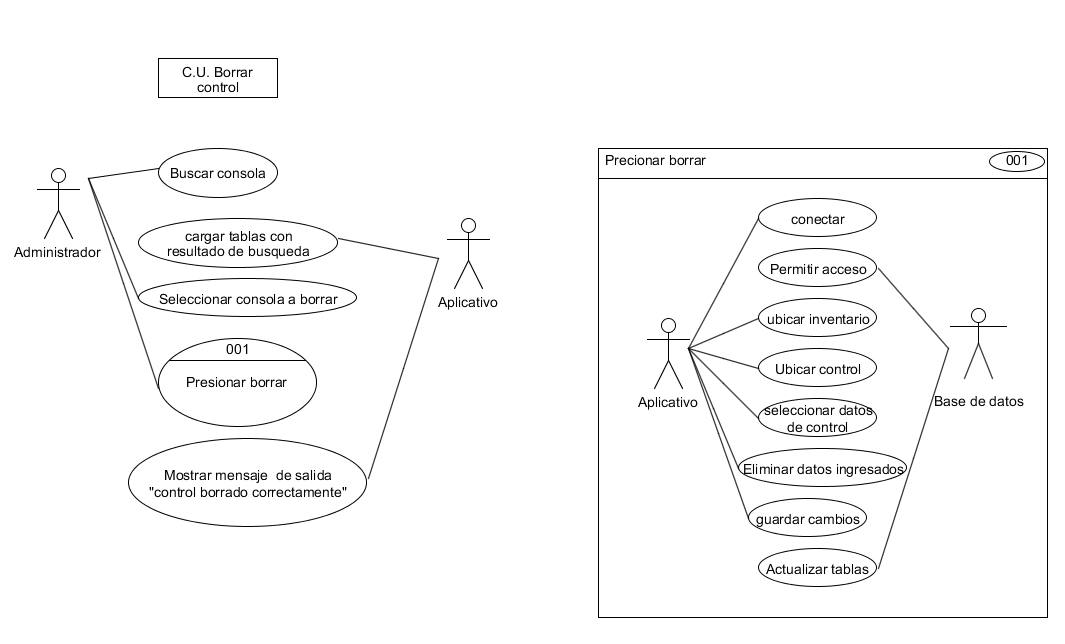 C.U. Borrar
control
Buscar consola
Administrador
cargar tablas con
resultado de busqueda
Aplicativo
Seleccionar consola a borrar
001
Presionar borrar
Mostrar mensaje  de salida
"control borrado correctamente"
Precionar borrar
001
conectar
Permitir acceso
ubicar inventario
Ubicar control
Aplicativo
Base de datos
seleccionar datos
de control
Eliminar datos ingresados
guardar cambios
Actualizar tablas